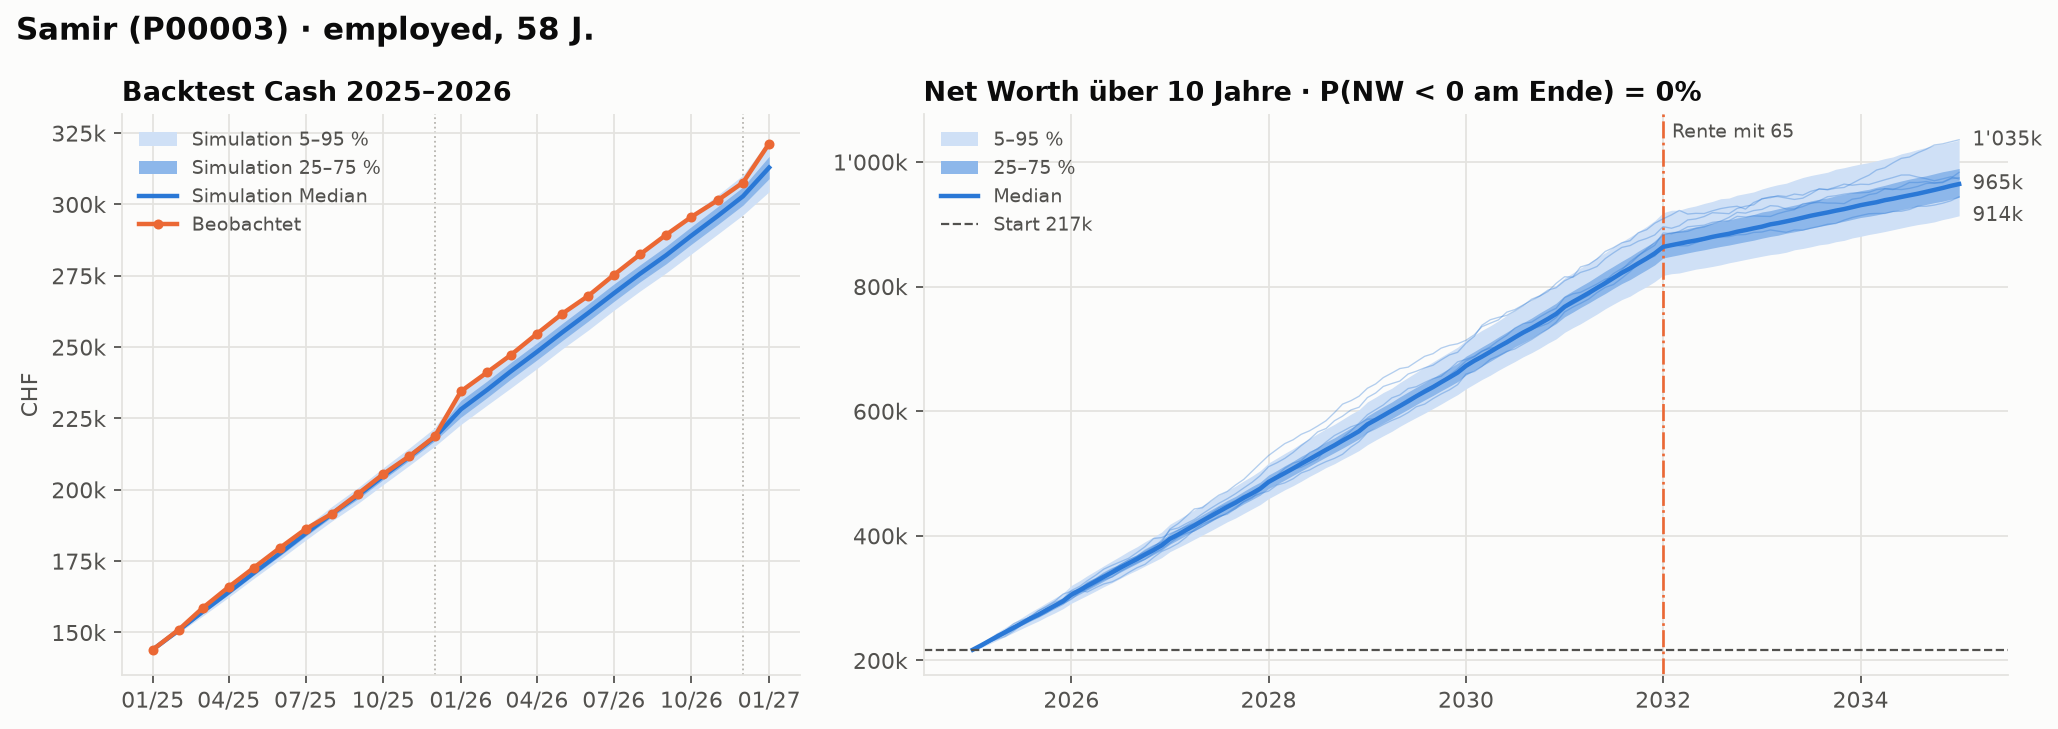 Samir (P00003) · employed, 58 J.
Backtest Cash 2025–2026
CHF
325k
300k
275k
250k
225k
200k
175k
150k
Simulation 5–95 %
Simulation 25–75 %
Simulation Median
Beobachtet
01/25 04/25 07/25 10/25 01/26 04/26 07/26 10/26 01/27
Net Worth über 10 Jahre · P(NW < 0 am Ende) = 0%
1'000k
800k
600k
400k
200k
5–95 %
25–75 %
Median
Start 217k
Rente mit 65
1'035k
965k
914k
2026 2028 2030 2032 2034